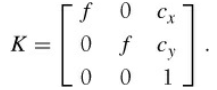 K = [ f 0 c_x
0 f c_y
0 0 1 ] .